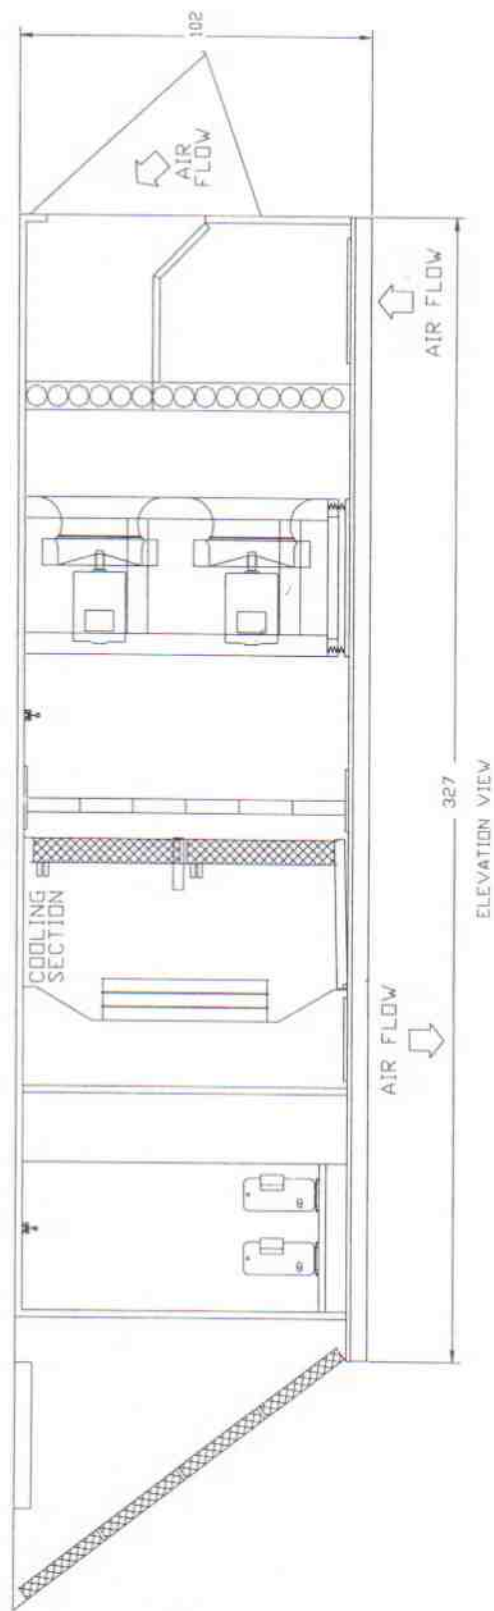 COOLING
SECTION
AIR
FLOW
102
AIR FLOW
AIR FLOW
327
ELEVATION VIEW